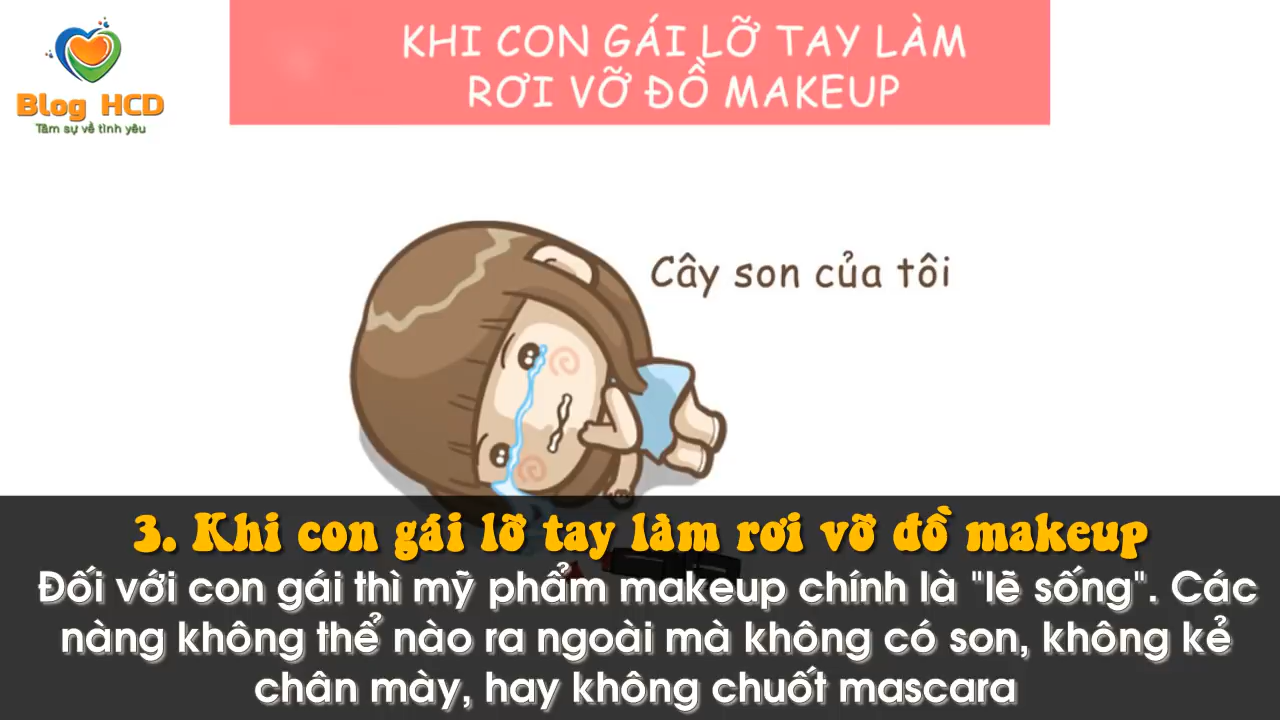 Blog HCD
Tâm sự về tình yêu
KHI CON GÁI LỠ TAY LÀM
RƠI VỠ ĐỒ MAKEUP
Cây son của tôi
3. Khi con gái lỡ tay làm rơi vỡ đồ makeup
Đối với con gái thì mỹ phẩm makeup chính là "lẽ sống". Các
nàng không thể nào ra ngoài mà không có son, không kẻ
chân mày, hay không chuốt mascara